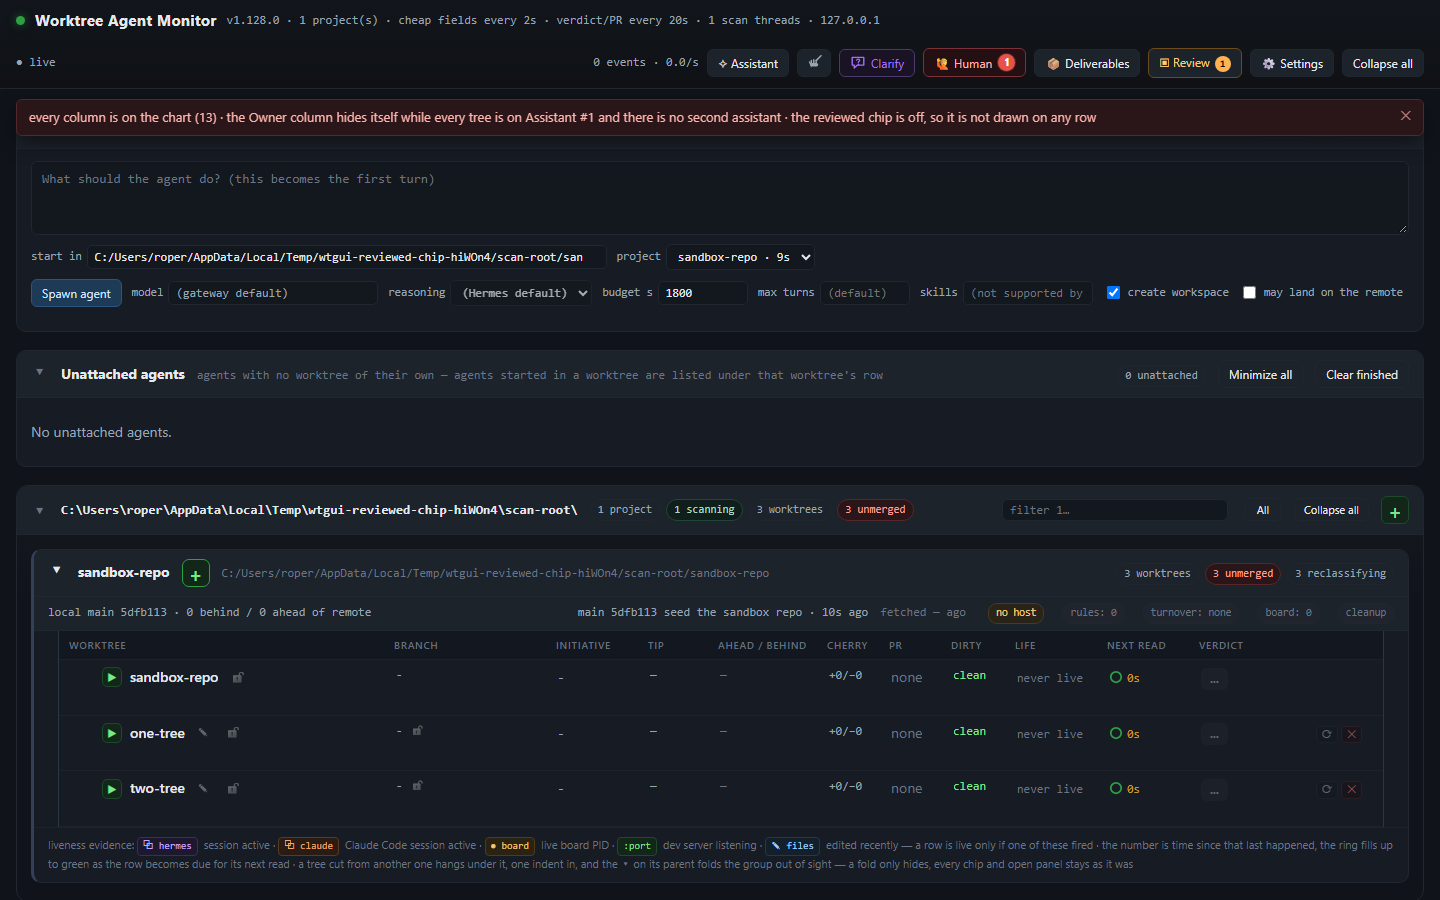 Worktree Agent Monitor v1.128.0 · 1 project(s) · cheap fields every 2s · verdict/PR every 20s · 1 scan threads · 127.0.0.1
● live 0 events · 0.0/s ✧ Assistant Clarify Human 1 Deliverables Review 1 Settings Collapse all
every column is on the chart (13) · the Owner column hides itself while every tree is on Assistant #1 and there is no second assistant · the reviewed chip is off, so it is not drawn on any row
What should the agent do? (this becomes the first turn)
start in C:/Users/roper/AppData/Local/Temp/wtgui-reviewed-chip-hiWOn4/scan-root/san project sandbox-repo · 9s
Spawn agent model (gateway default) reasoning (Hermes default) budget s 1800 max turns (default) skills (not supported by create workspace may land on the remote
Unattached agents agents with no worktree of their own — agents started in a worktree are listed under that worktree's row 0 unattached Minimize all Clear finished
No unattached agents.
C:\Users\roper\AppData\Local\Temp\wtgui-reviewed-chip-hiWOn4\scan-root\ 1 project 1 scanning 3 worktrees 3 unmerged filter 1… All Collapse all +
sandbox-repo + C:/Users/roper/AppData/Local/Temp/wtgui-reviewed-chip-hiWOn4/scan-root/sandbox-repo 3 worktrees 3 unmerged 3 reclassifying
local main 5dfb113 · 0 behind / 0 ahead of remote main 5dfb113 seed the sandbox repo · 10s ago fetched — ago no host rules: 0 turnover: none board: 0 cleanup
WORKTREE BRANCH INITIATIVE TIP AHEAD / BEHIND CHERRY PR DIRTY LIFE NEXT READ VERDICT
sandbox-repo - - — — +0/−0 none clean never live 0s …
one-tree - - — — +0/−0 none clean never live 0s …
two-tree - - — — +0/−0 none clean never live 0s …
liveness evidence: hermes session active · claude Claude Code session active · ● board live board PID · :port dev server listening · files edited recently — a row is live only if one of these fired · the number is time since that last happened, the ring fills up
to green as the row becomes due for its next read · a tree cut from another one hangs under it, one indent in, and the ▾ on its parent folds the group out of sight — a fold only hides, every chip and open panel stays as it was